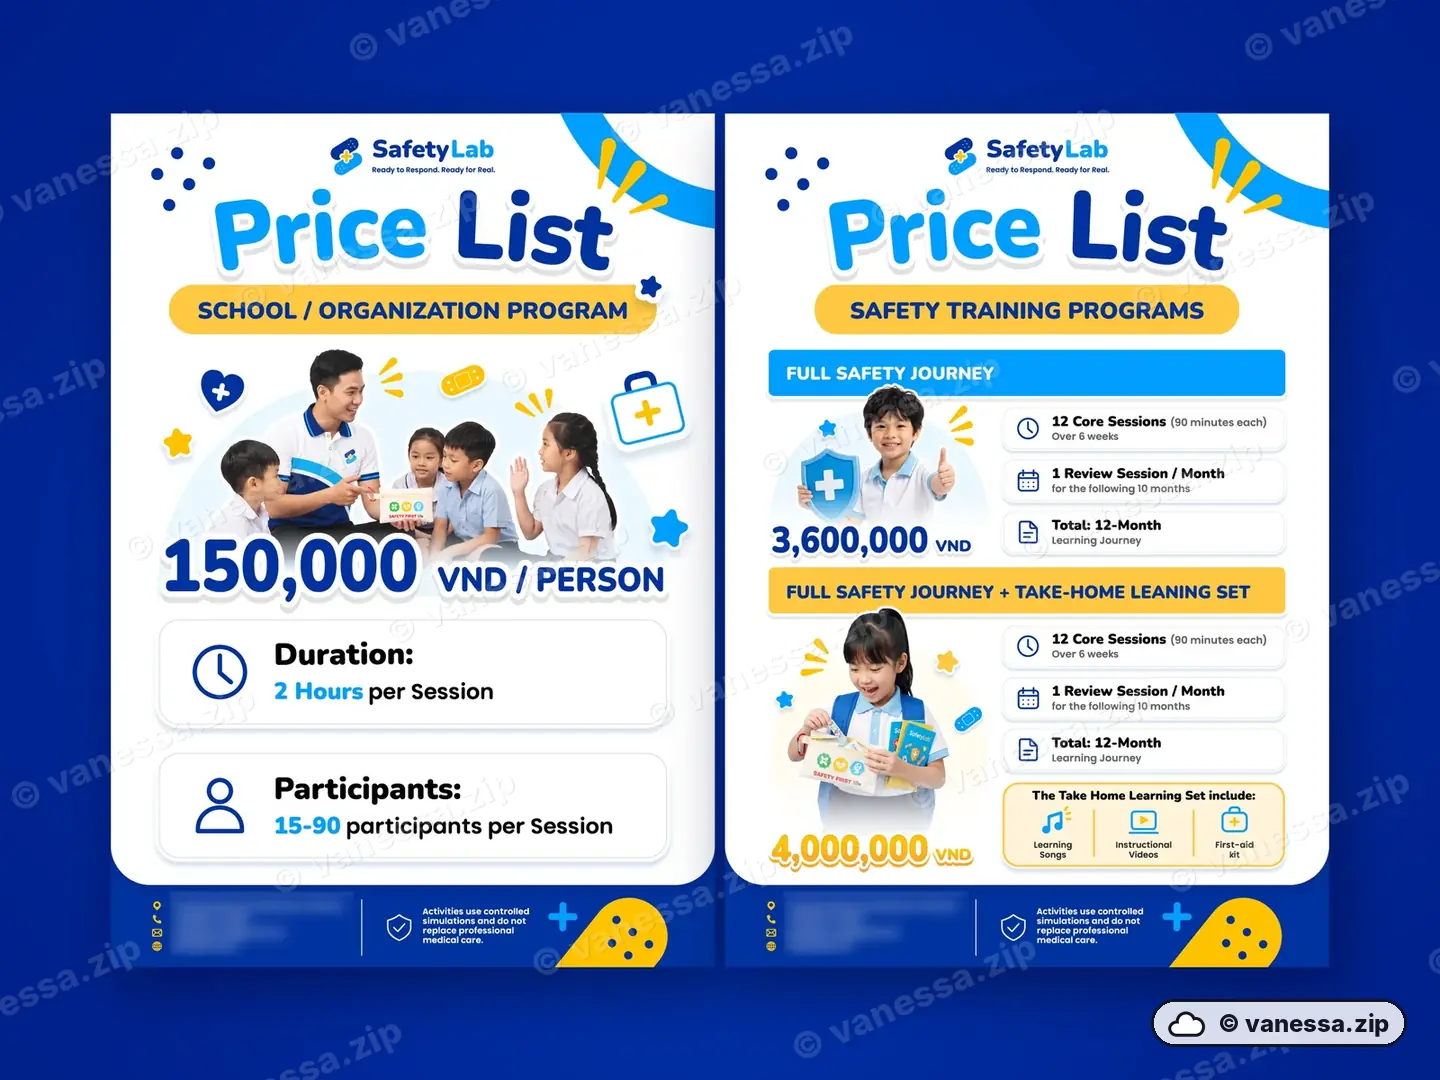 SafetyLab
Ready to Respond. Ready for Real.
Price List
SCHOOL / ORGANIZATION PROGRAM
SAFETY FIRST
150,000 VND / PERSON
Duration:
2 Hours per Session
Participants:
15-90 participants per Session
Activities use controlled
simulations and do not
replace professional
medical care.
SafetyLab
Ready to Respond. Ready for Real.
Price List
SAFETY TRAINING PROGRAMS
FULL SAFETY JOURNEY
12 Core Sessions (90 minutes each)
Over 6 weeks
1 Review Session / Month
for the following 10 months
Total: 12-Month
Learning Journey
3,600,000 VND
FULL SAFETY JOURNEY + TAKE-HOME LEANING SET
12 Core Sessions (90 minutes each)
Over 6 weeks
1 Review Session / Month
for the following 10 months
Total: 12-Month
Learning Journey
SafetyLab
SAFETY FIRST
The Take Home Learning Set include:
Learning
Songs
Instructional
Videos
First-aid
kit
4,000,000 VND
Activities use controlled
simulations and do not
replace professional
medical care.
© vanessa.zip